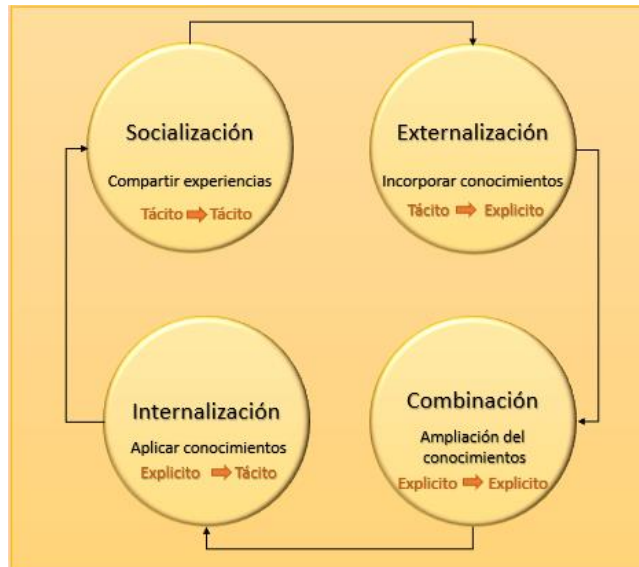 Socialización
Compartir experiencias
Tácito Tácito
Externalización
Incorporar conocimientos
Tácito Explicito
Internalización
Aplicar conocimientos
Explicito Tácito
Combinación
Ampliación del
conocimientos
Explicito Explicito